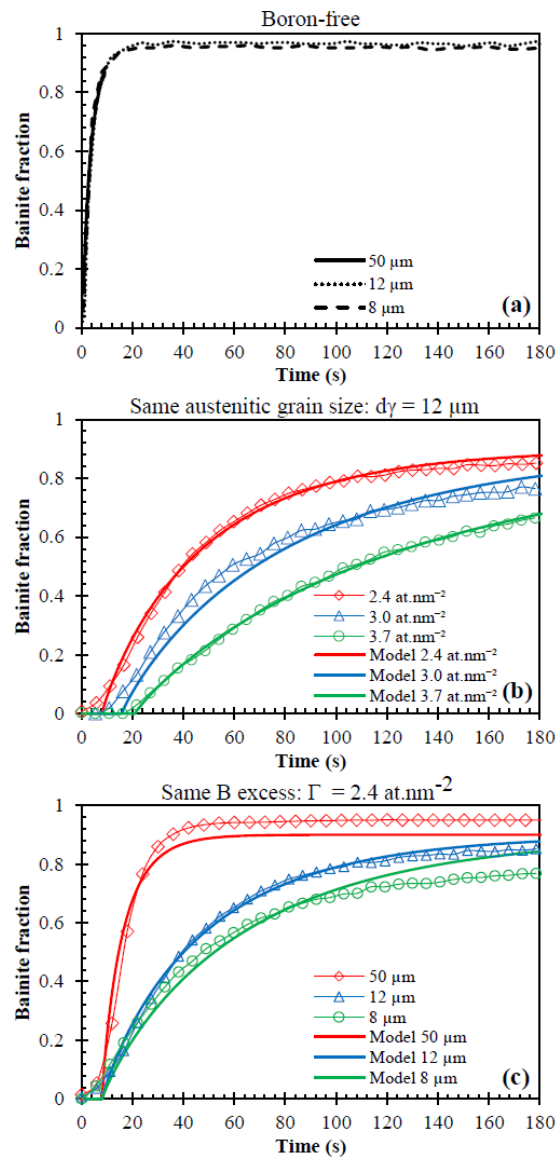 Boron-free
1
0.8
0.6
0.4
0.2
0
Bainite fraction
50 µm
12 µm
8 µm
(a)
0 20 40 60 80 100 120 140 160 180
Time (s)
Same austenitic grain size: dγ = 12 µm
1
0.8
0.6
0.4
0.2
0
Bainite fraction
2.4 at.nm⁻²
3.0 at.nm⁻²
3.7 at.nm⁻²
Model 2.4 at.nm⁻²
Model 3.0 at.nm⁻²
Model 3.7 at.nm⁻²
(b)
0 20 40 60 80 100 120 140 160 180
Time (s)
Same B excess: Γ = 2.4 at.nm-2
1
0.8
0.6
0.4
0.2
0
Bainite fraction
50 µm
12 µm
8 µm
Model 50 µm
Model 12 µm
Model 8 µm
(c)
0 20 40 60 80 100 120 140 160 180
Time (s)